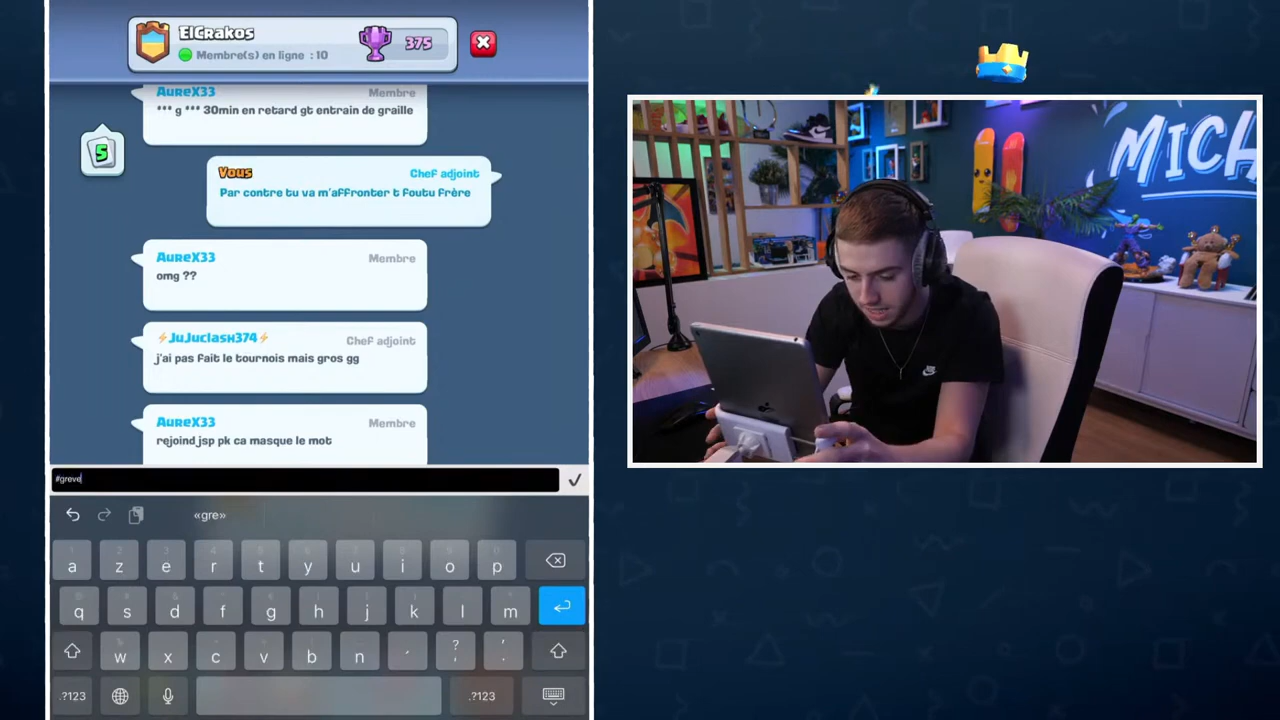 ElCrakos
Membre(s) en ligne : 10
375
AureX33
Membre
*** g *** 30min en retard gt entrain de graille
5
Vous
Chef adjoint
Par contre tu va m'affronter t foutu frère
AureX33
Membre
omg ??
⚡JuJuclash374⚡
Chef adjoint
j'ai pas fait le tournois mais gros gg
AureX33
Membre
rejoind jsp pk ca masque le mot
#greve
«gre»
a z e r t y u i o p
q s d f g h j k l m
w x c v b n ´ ? , ' .
.?123
.?123
MICH